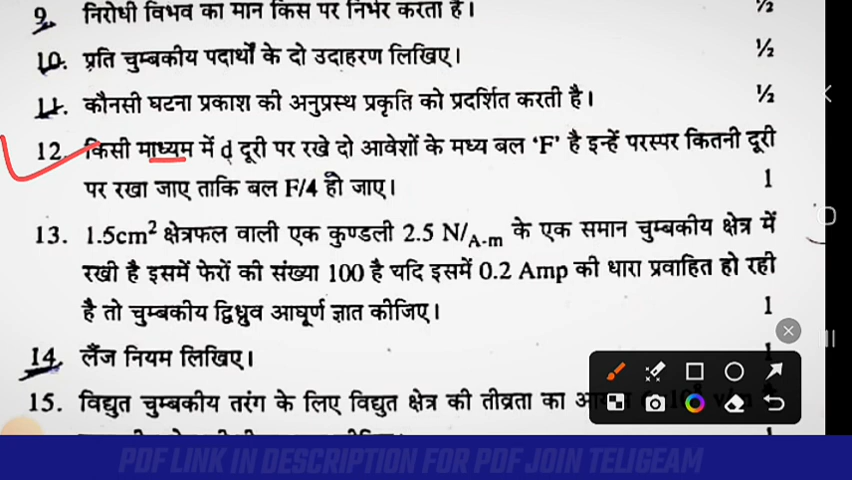 9. निरोधी विभव का मान किस पर निर्भर करता है। ½
10. प्रति चुम्बकीय पदार्थों के दो उदाहरण लिखिए। ½
11. कौनसी घटना प्रकाश की अनुप्रस्थ प्रकृति को प्रदर्शित करती है। ½
12. किसी माध्यम में d दूरी पर रखे दो आवेशों के मध्य बल ‘F’ है इन्हें परस्पर कितनी दूरी
पर रखा जाए ताकि बल F/4 हो जाए। 1
13. 1.5cm² क्षेत्रफल वाली एक कुण्डली 2.5 N/A-m के एक समान चुम्बकीय क्षेत्र में
रखी है इसमें फेरों की संख्या 100 है यदि इसमें 0.2 Amp की धारा प्रवाहित हो रही
है तो चुम्बकीय द्विध्रुव आघूर्ण ज्ञात कीजिए। 1
14. लैंज नियम लिखिए। 1
15. विद्युत चुम्बकीय तरंग के लिए विद्युत क्षेत्र की तीव्रता का
PDF LINK IN DESCRIPTION FOR PDF JOIN TELIGEAM